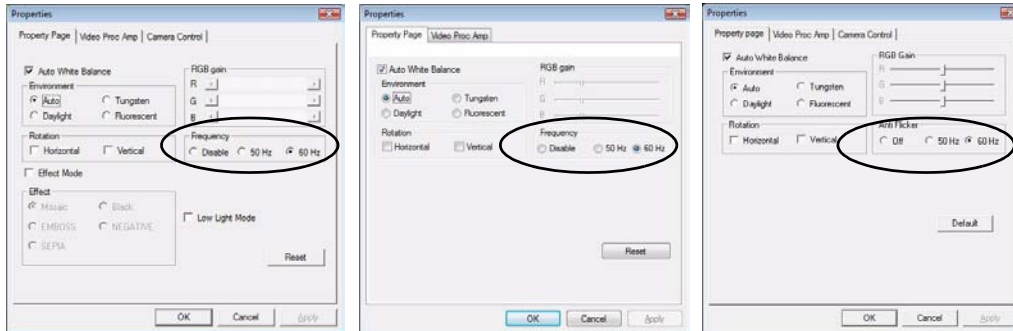 Properties
Property Page Video Proc Amp Camera Control
Auto White Balance
Environment
Auto Tungsten
Daylight Fluorescent
RGB gain
R
G
B
Rotation
Horizontal Vertical
Frequency
Disable 50 Hz 60 Hz
Effect Mode
Effect
Mosaic Black
EMBOSS NEGATIVE
SEPIA
Low Light Mode
Reset
OK Cancel Apply
Properties
Property Page Video Proc Amp
Auto White Balance
Environment
Auto Tungsten
Daylight Fluorescent
RGB gain
R
G
B
Rotation
Horizontal Vertical
Frequency
Disable 50 Hz 60 Hz
Reset
OK Cancel Apply
Properties
Property page Video Proc Amp Camera Control
Auto White Balance
Environment
Auto Tungsten
Daylight Fluorescent
RGB Gain
R
G
B
Rotation
Horizontal Vertical
Anti Flicker
Off 50 Hz 60 Hz
Default
OK Cancel Apply